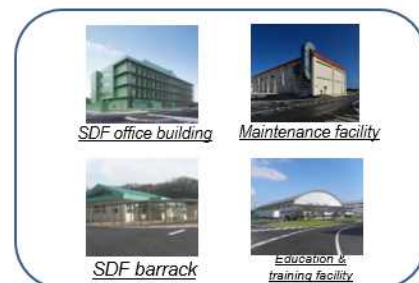 SDF office building
Maintenance facility
SDF barrack
Education &
training facility